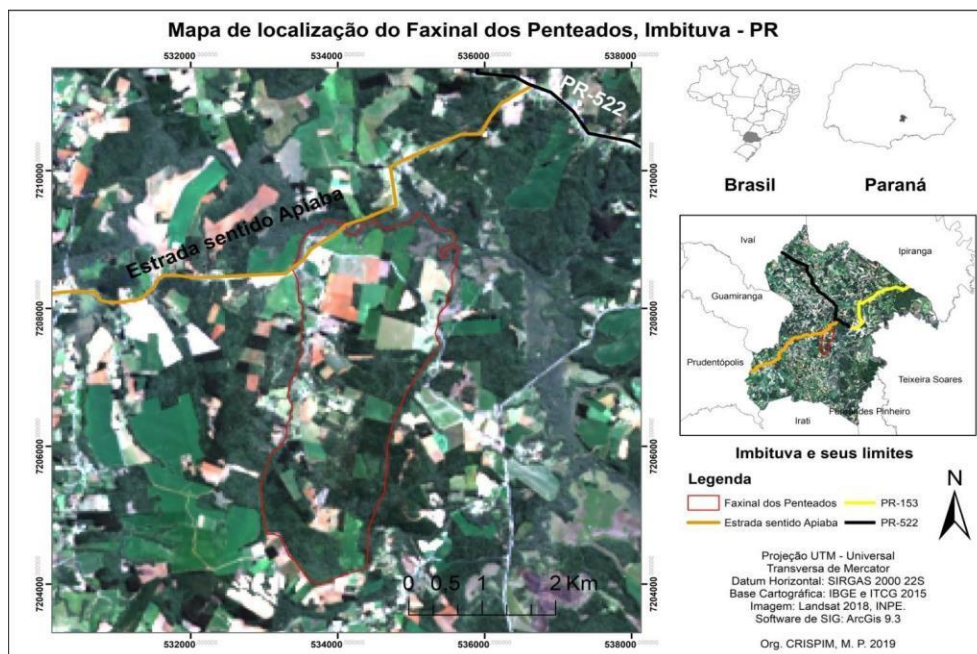 Mapa de localização do Faxinal dos Penteados, Imbituva - PR
532000
534000
536000
538000
7210000
7208000
7206000
7204000
PR-522
Estrada sentido Apiaba
0 0,5 1 2 Km
532000
534000
536000
538000
7210000
7208000
7206000
7204000
Brasil
Paraná
Ivaí
Ipiranga
Guamiranga
Prudentópolis
Teixeira Soares
Fernandes Pinheiro
Irati
Imbituva e seus limites
Legenda
N
Faxinal dos Penteados
PR-153
Estrada sentido Apiaba
PR-522
Projeção UTM - Universal
Transversa de Mercator
Datum Horizontal: SIRGAS 2000 22S
Base Cartográfica: IBGE e ITCG 2015
Imagem: Landsat 2018, INPE.
Software de SIG: ArcGis 9.3
Org. CRISPIM, M. P. 2019